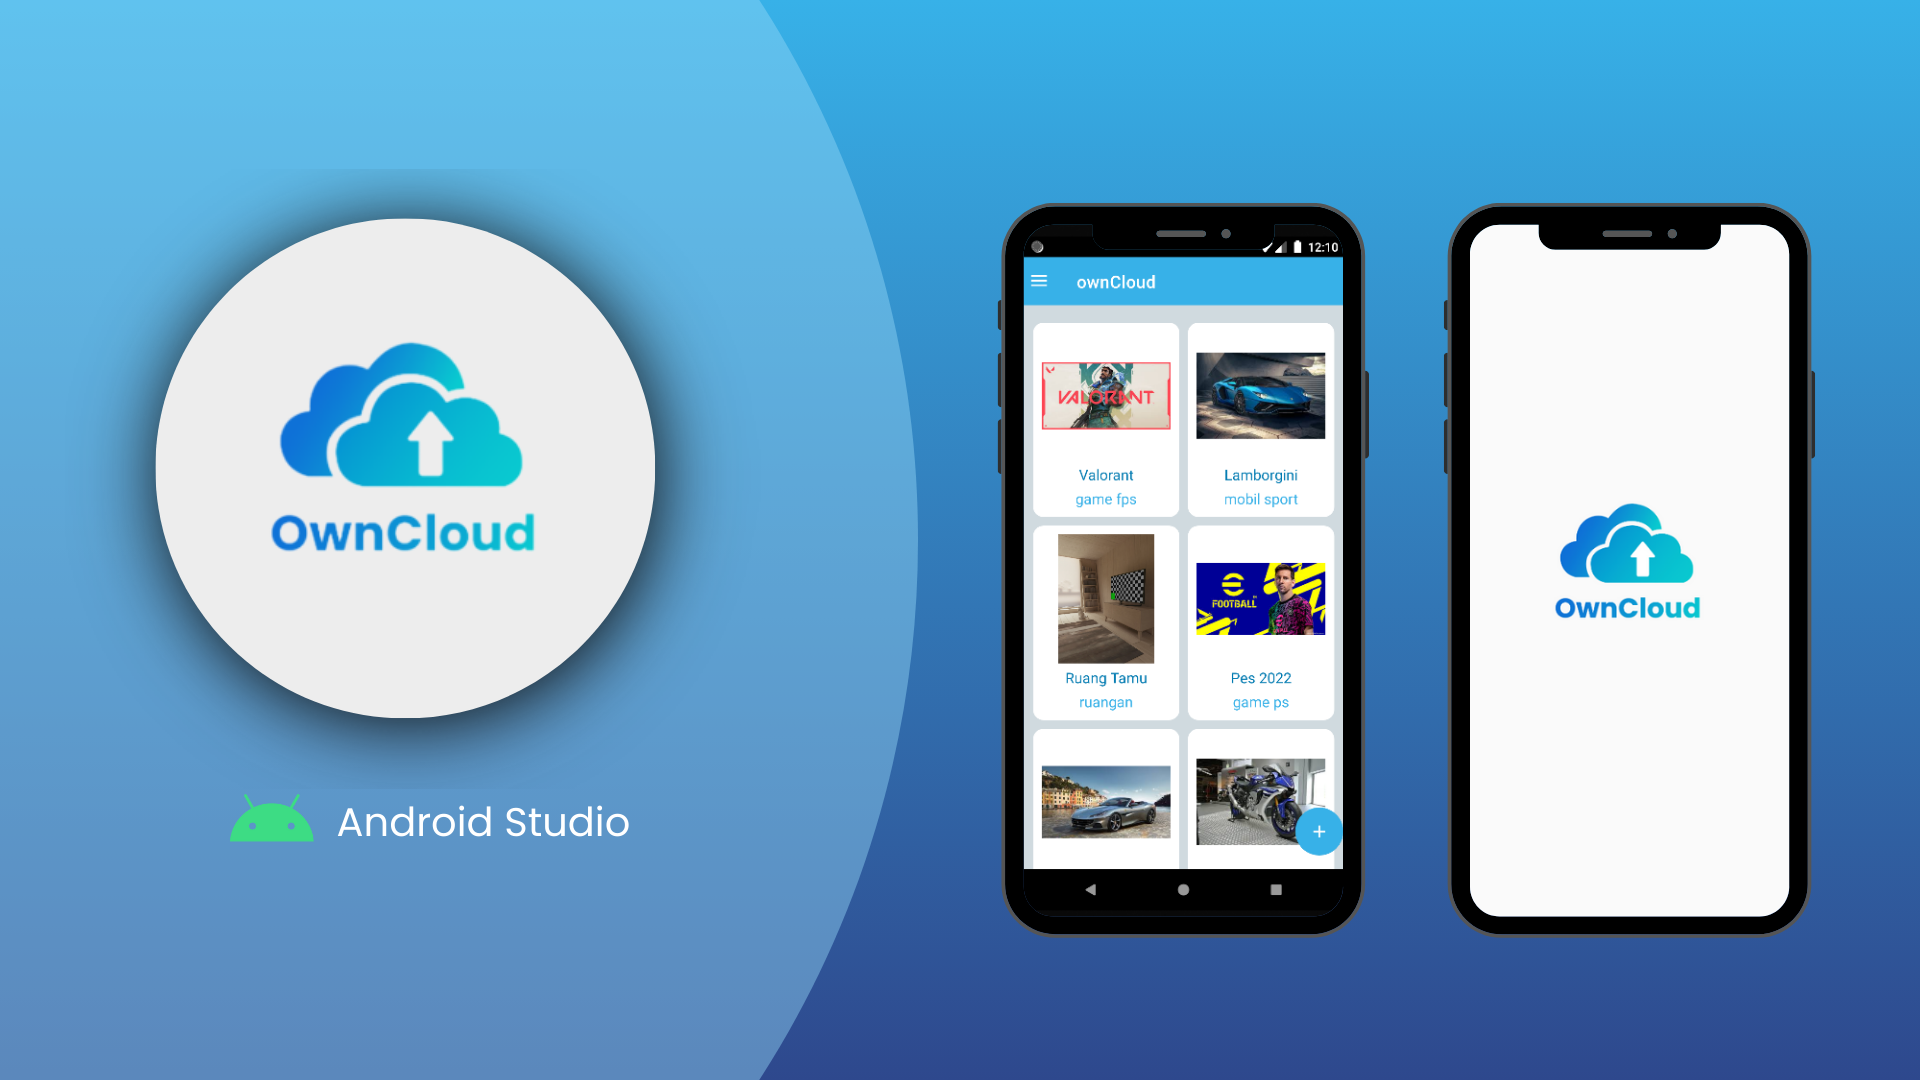 OwnCloud
Android Studio
12:10
ownCloud
VALORANT
Valorant
game fps
Lamborgini
mobil sport
FOOTBALL
Ruang Tamu
ruangan
Pes 2022
game ps
OwnCloud